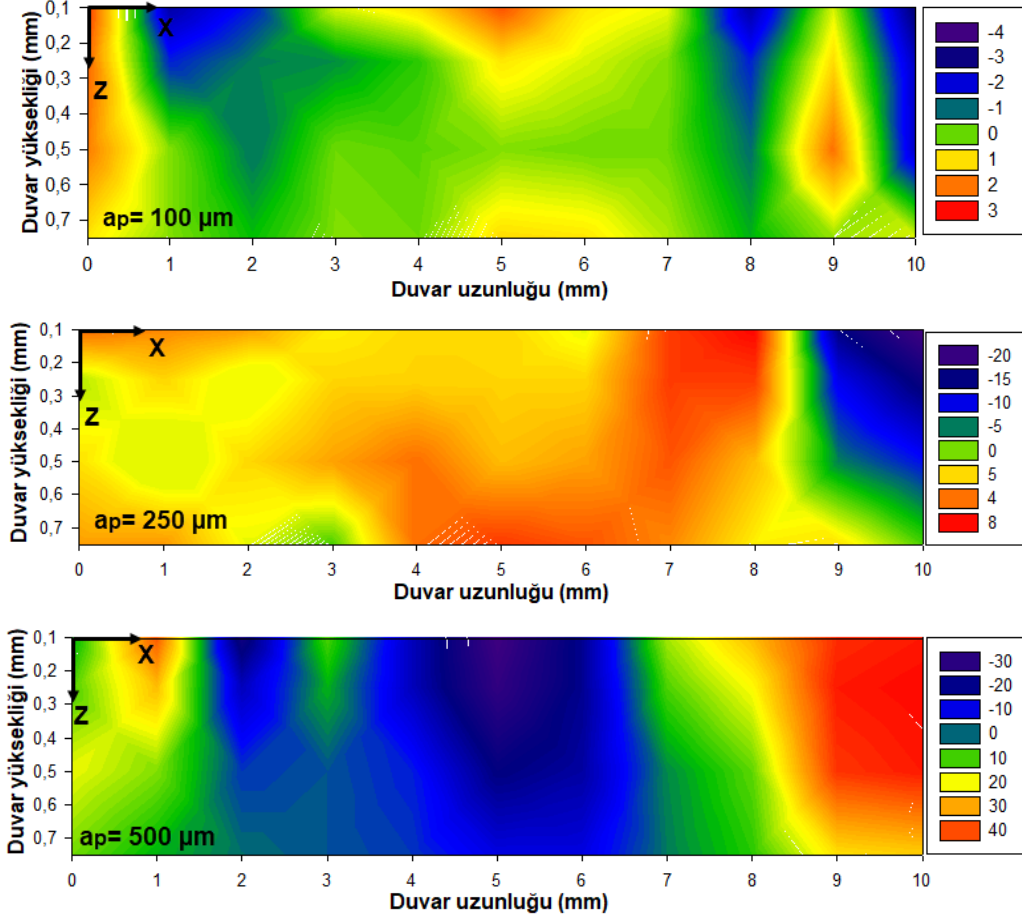 0,1
0,2
0,3
0,4
0,5
0,6
0,7
Duvar yüksekliği (mm)
X
Z
ap= 100 µm
0 1 2 3 4 5 6 7 8 9 10
Duvar uzunluğu (mm)
-4
-3
-2
-1
0
1
2
3
0,1
0,2
0,3
0,4
0,5
0,6
0,7
Duvar yüksekliği (mm)
X
Z
ap= 250 µm
0 1 2 3 4 5 6 7 8 9 10
Duvar uzunluğu (mm)
-20
-15
-10
-5
0
5
4
8
0,1
0,2
0,3
0,4
0,5
0,6
0,7
Duvar yüksekliği (mm)
X
Z
ap= 500 µm
0 1 2 3 4 5 6 7 8 9 10
Duvar uzunluğu (mm)
-30
-20
-10
0
10
20
30
40